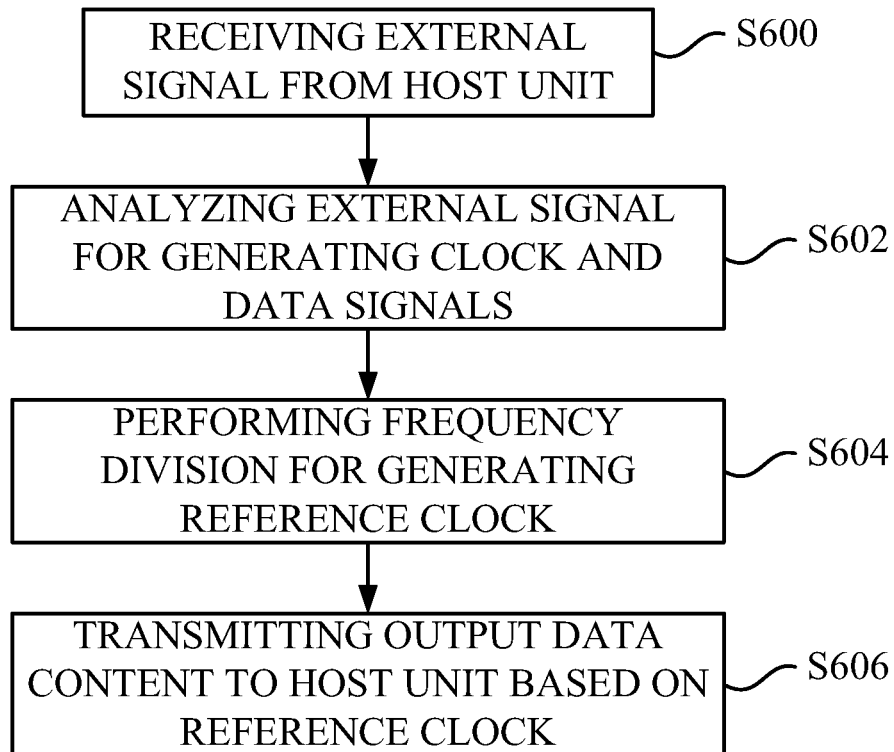 RECEIVING EXTERNAL
SIGNAL FROM HOST UNIT
S600
ANALYZING EXTERNAL SIGNAL
FOR GENERATING CLOCK AND
DATA SIGNALS
S602
PERFORMING FREQUENCY
DIVISION FOR GENERATING
REFERENCE CLOCK
S604
TRANSMITTING OUTPUT DATA
CONTENT TO HOST UNIT BASED ON
REFERENCE CLOCK
S606